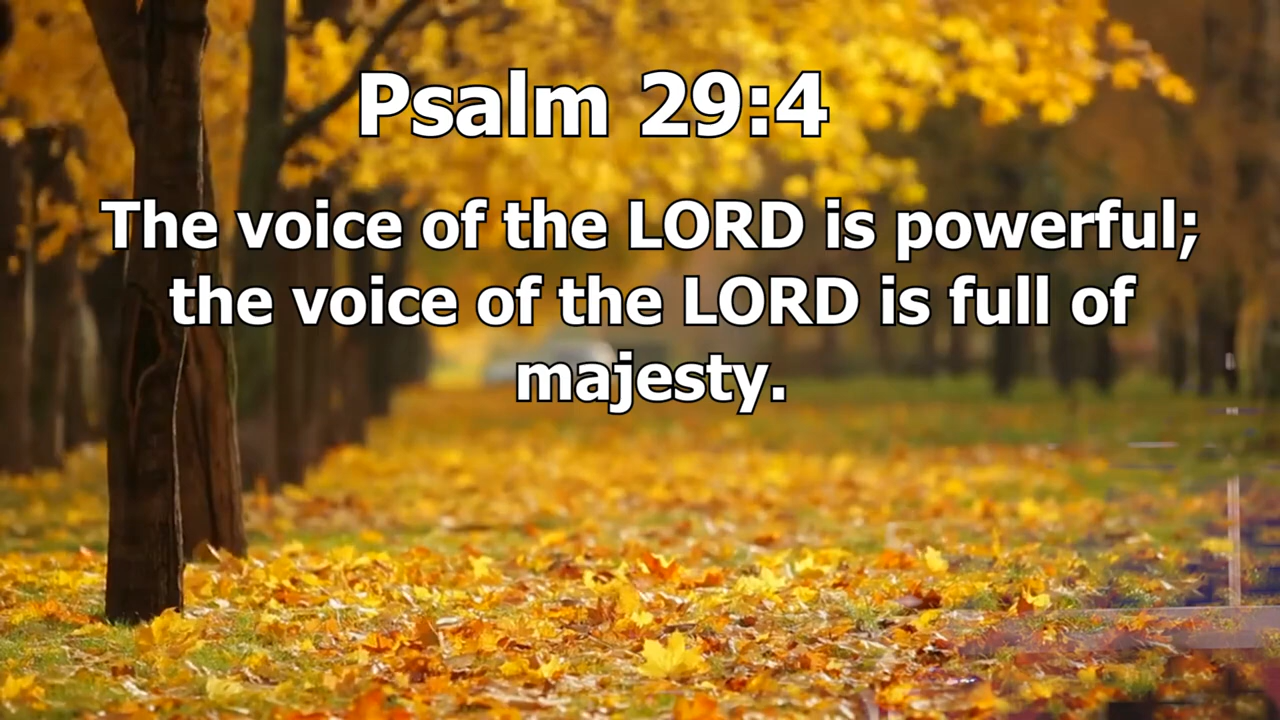 Psalm 29:4
The voice of the LORD is powerful;
the voice of the LORD is full of
majesty.